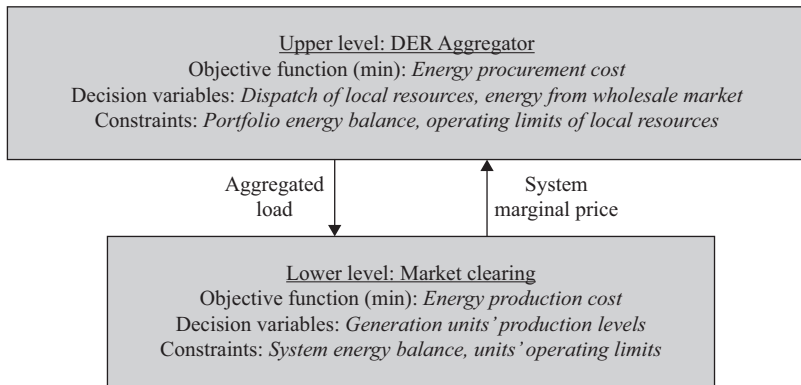 Upper level: DER Aggregator
Objective function (min): Energy procurement cost
Decision variables: Dispatch of local resources, energy from wholesale market
Constraints: Portfolio energy balance, operating limits of local resources
Aggregated
load
System
marginal price
Lower level: Market clearing
Objective function (min): Energy production cost
Decision variables: Generation units’ production levels
Constraints: System energy balance, units’ operating limits